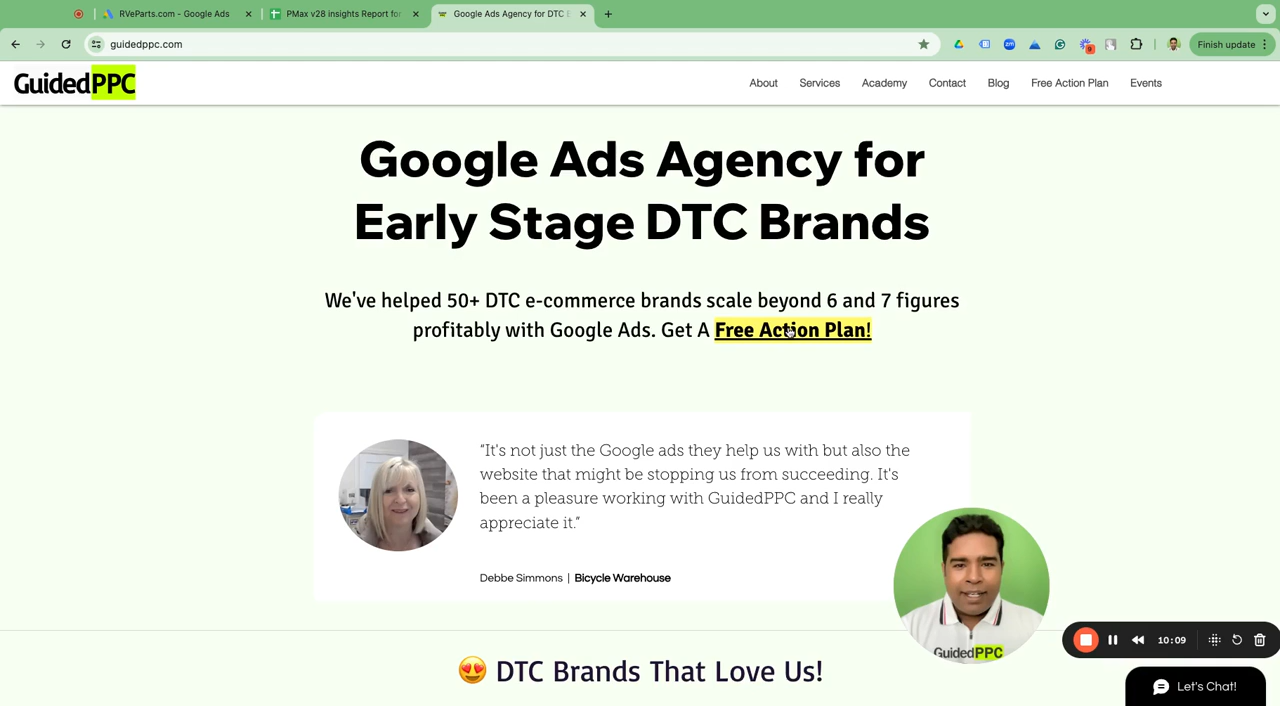 RVeParts.com - Google Ads
PMax v28 insights Report for
Google Ads Agency for DTC E
guidedppc.com
zm
9
Finish update
GuidedPPC
About
Services
Academy
Contact
Blog
Free Action Plan
Events
Google Ads Agency for
Early Stage DTC Brands
We've helped 50+ DTC e-commerce brands scale beyond 6 and 7 figures
profitably with Google Ads. Get A Free Action Plan!
“It's not just the Google ads they help us with but also the
website that might be stopping us from succeeding. It's
been a pleasure working with GuidedPPC and I really
appreciate it.”
Debbe Simmons | Bicycle Warehouse
GuidedPPC
10:09
DTC Brands That Love Us!
Let's Chat!